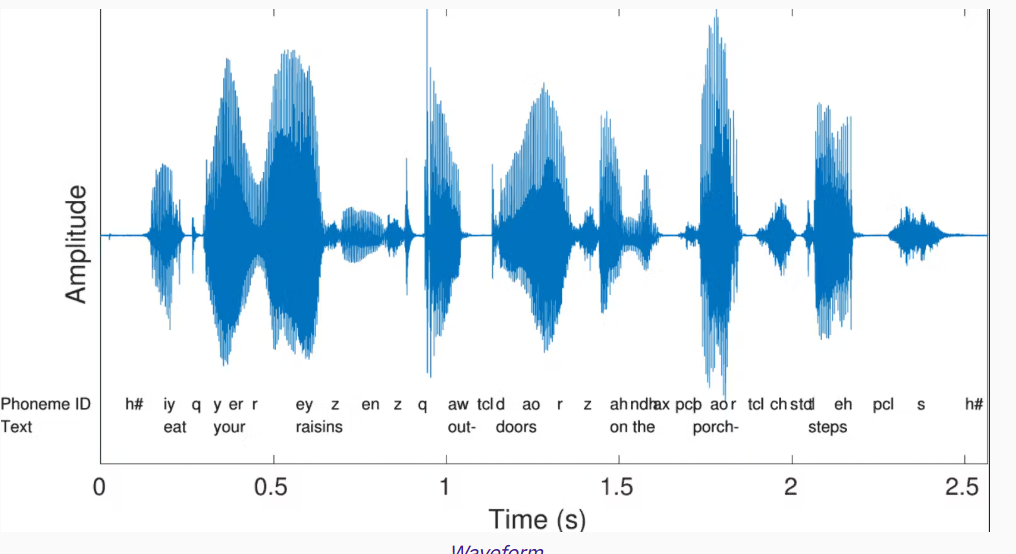 Amplitude
Phoneme ID h# iy q y er r ey z en z q aw tcl d ao r z ah n dh ax pcl p ao r tcl ch s tcl eh pcl s h#
Text eat your raisins out- doors on the porch- steps
0 0.5 1 1.5 2 2.5
Time (s)
Waveform